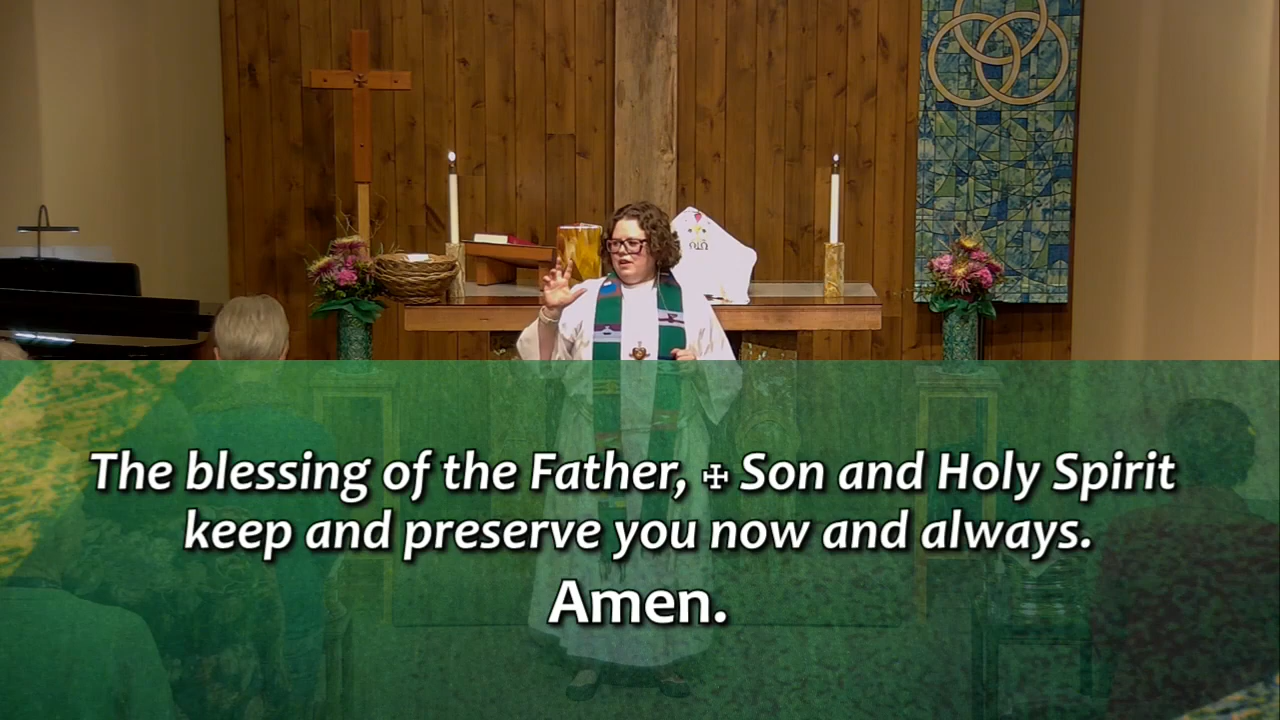 The blessing of the Father, ☩ Son and Holy Spirit
keep and preserve you now and always.
Amen.